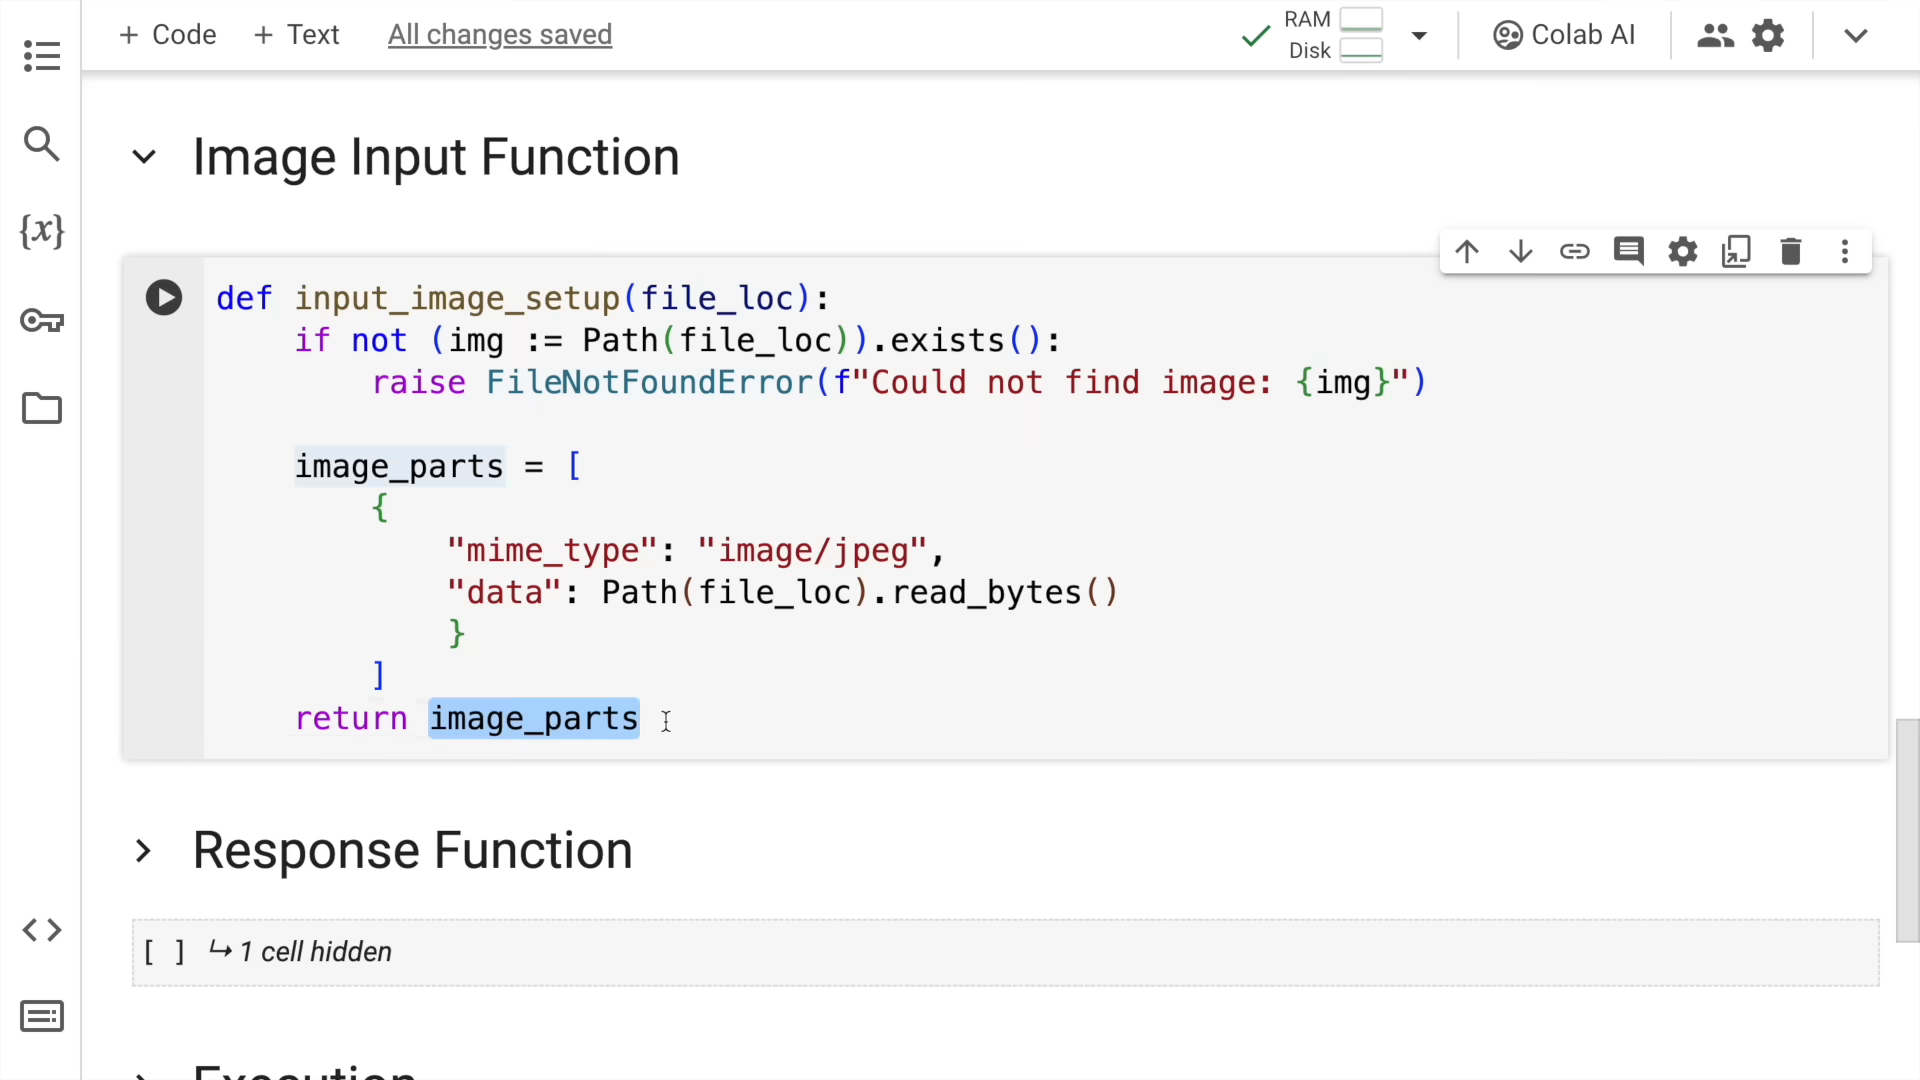 + Code + Text All changes saved RAM Disk Colab AI
{x}
Image Input Function
def input_image_setup(file_loc):
if not (img := Path(file_loc)).exists():
raise FileNotFoundError(f"Could not find image: {img}")
image_parts = [
{
"mime_type": "image/jpeg",
"data": Path(file_loc).read_bytes()
}
]
return image_parts
Response Function
[ ] ↳ 1 cell hidden
Execution